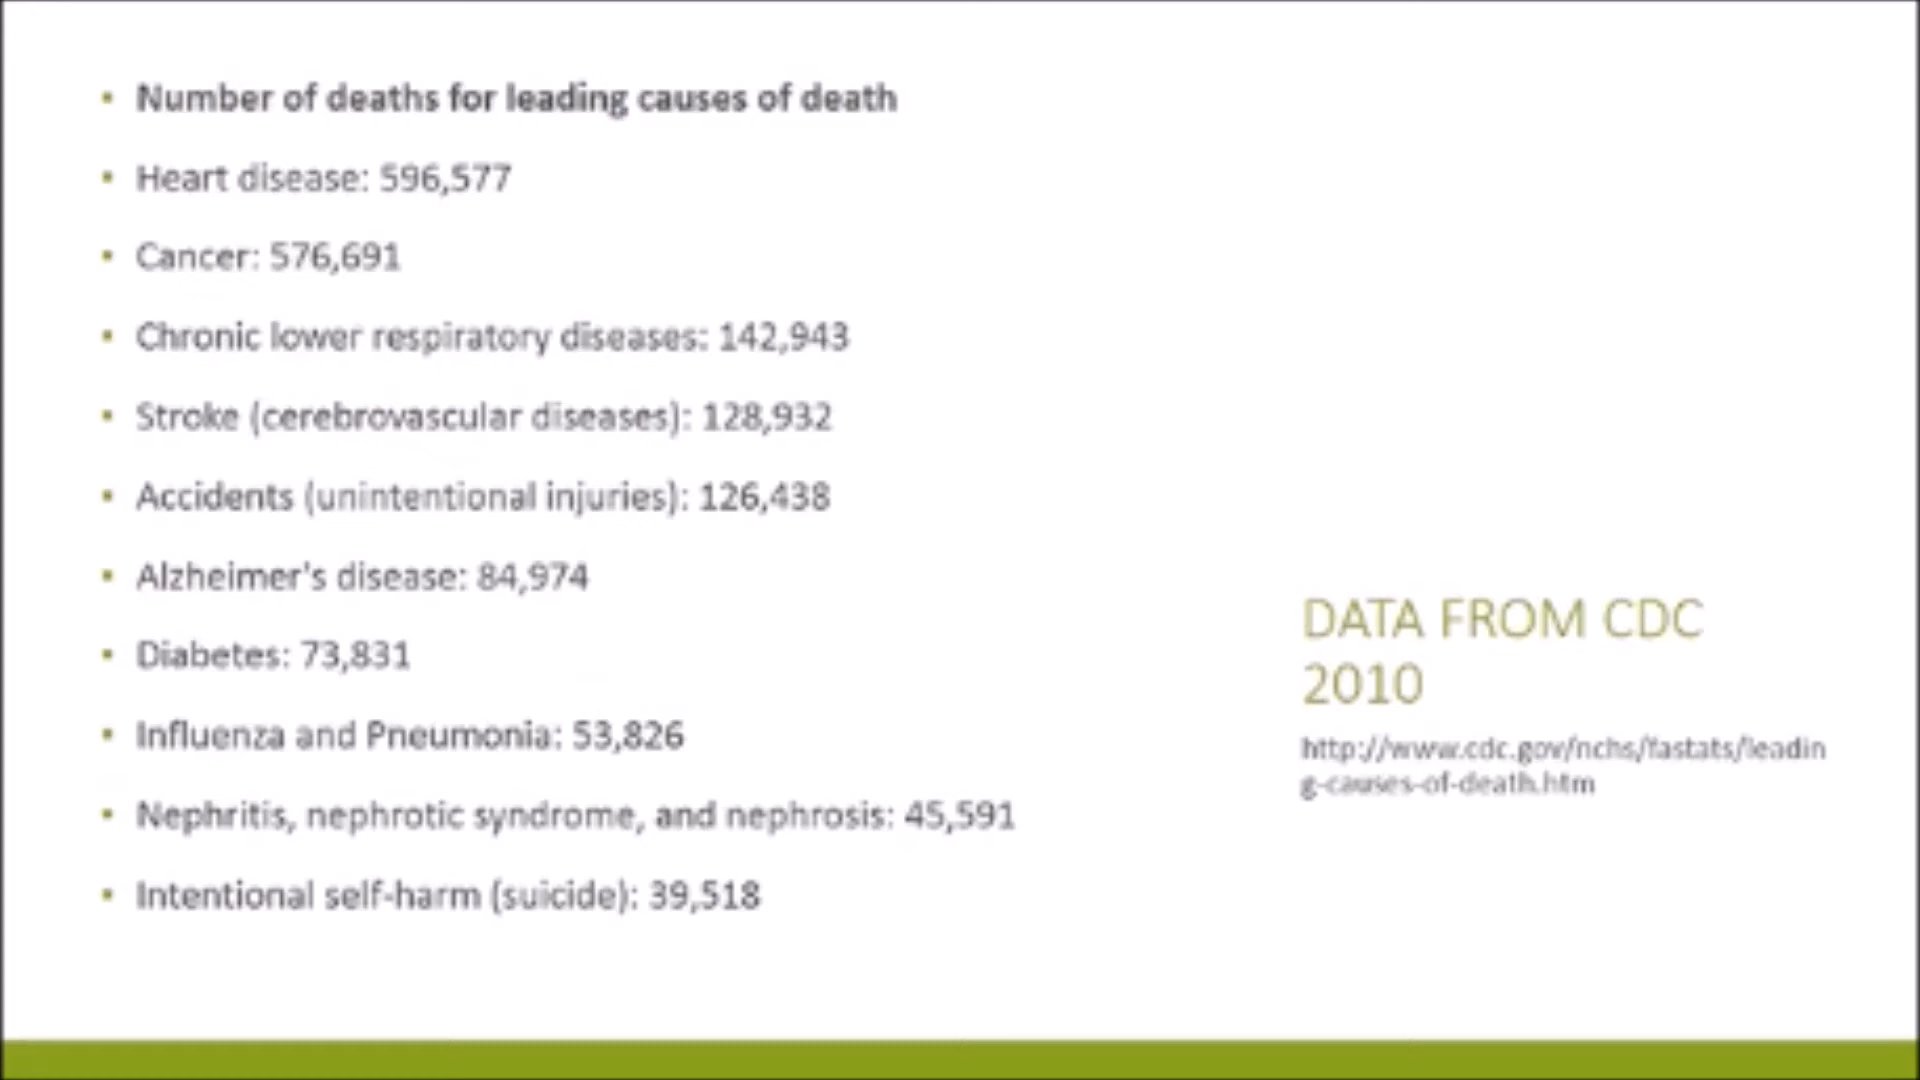 Number of deaths for leading causes of death
Heart disease: 596,577
Cancer: 576,691
Chronic lower respiratory diseases: 142,943
Stroke (cerebrovascular diseases): 128,932
Accidents (unintentional injuries): 126,438
Alzheimer's disease: 84,974
Diabetes: 73,831
Influenza and Pneumonia: 53,826
Nephritis, nephrotic syndrome, and nephrosis: 45,591
Intentional self-harm (suicide): 39,518
DATA FROM CDC
2010
http://www.cdc.gov/nchs/fastats/leadin
g-causes-of-death.htm